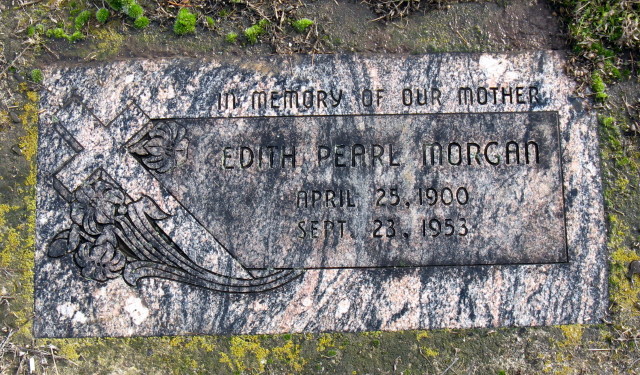 IN MEMORY OF OUR MOTHER
EDITH PEARL MORGAN
APRIL 25, 1900
SEPT. 23, 1953